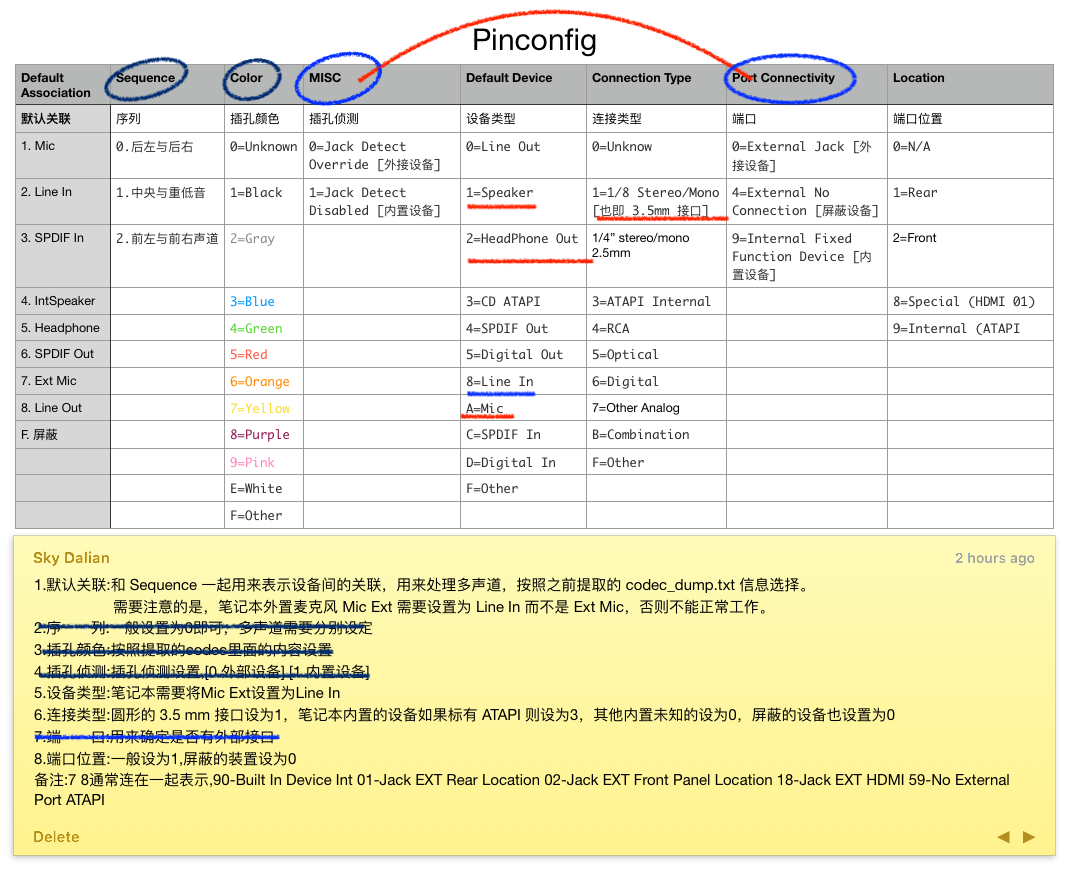 Pinconfig
Default Association Sequence Color MISC Default Device Connection Type Port Connectivity Location
默认关联 序列 插孔颜色 插孔侦测 设备类型 连接类型 端口 端口位置
1. Mic 0.后左与后右 0=Unknown 0=Jack Detect Override [外接设备] 0=Line Out 0=Unknow 0=External Jack [外接设备] 0=N/A
2. Line In 1.中央与重低音 1=Black 1=Jack Detect Disabled [内置设备] 1=Speaker 1=1/8 Stereo/Mono [也即 3.5mm 接口] 4=External No Connection [屏蔽设备] 1=Rear
3. SPDIF In 2.前左与前右声道 2=Gray 2=HeadPhone Out 1/4” stereo/mono 2.5mm 9=Internal Fixed Function Device [内置设备] 2=Front
4. IntSpeaker 3=Blue 3=CD ATAPI 3=ATAPI Internal 8=Special (HDMI 01)
5. Headphone 4=Green 4=SPDIF Out 4=RCA 9=Internal (ATAPI
6. SPDIF Out 5=Red 5=Digital Out 5=Optical
7. Ext Mic 6=Orange 8=Line In 6=Digital
8. Line Out 7=Yellow A=Mic 7=Other Analog
F. 屏蔽 8=Purple C=SPDIF In B=Combination
9=Pink D=Digital In F=Other
E=White F=Other
F=Other
Sky Dalian 2 hours ago
1.默认关联:和 Sequence 一起用来表示设备间的关联，用来处理多声道，按照之前提取的 codec_dump.txt 信息选择。
需要注意的是，笔记本外置麦克风 Mic Ext 需要设置为 Line In 而不是 Ext Mic，否则不能正常工作。
2.序 列:一般设置为0即可，多声道需要分别设定
3.插孔颜色:按照提取的codec里面的内容设置
4.插孔侦测:插孔侦测设置,[0 外部设备] [1 内置设备]
5.设备类型:笔记本需要将Mic Ext设置为Line In
6.连接类型:圆形的 3.5 mm 接口设为1，笔记本内置的设备如果标有 ATAPI 则设为3，其他内置未知的设为0，屏蔽的设备也设置为0
7.端 口:用来确定是否有外部接口
8.端口位置:一般设为1,屏蔽的装置设为0
备注:7 8通常连在一起表示,90-Built In Device Int 01-Jack EXT Rear Location 02-Jack EXT Front Panel Location 18-Jack EXT HDMI 59-No External
Port ATAPI
Delete